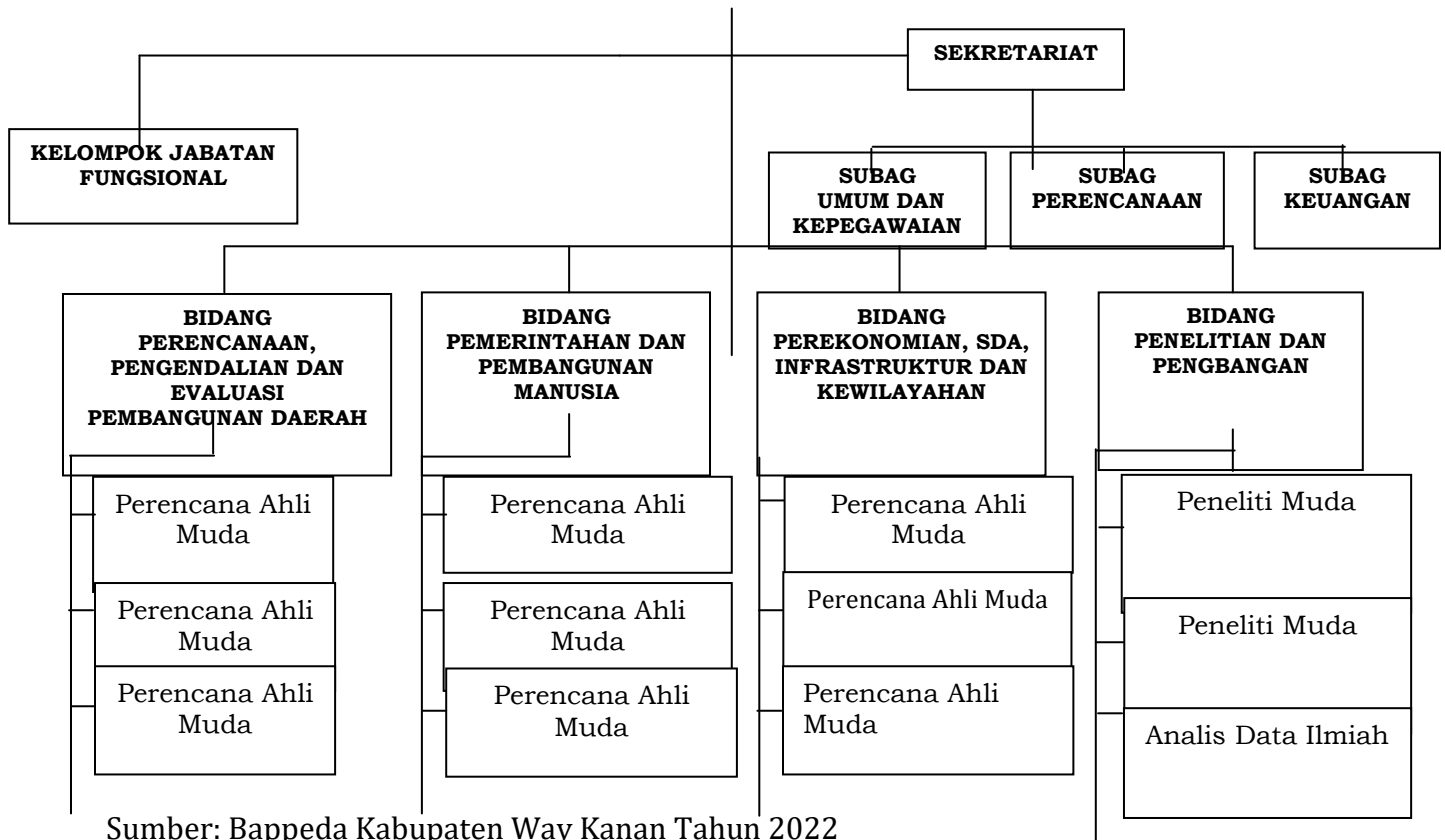 SEKRETARIAT
KELOMPOK JABATAN
FUNGSIONAL
SUBAG
UMUM DAN
KEPEGAWAIAN
SUBAG
PERENCANAAN
SUBAG
KEUANGAN
BIDANG
PERENCANAAN,
PENGENDALIAN DAN
EVALUASI
PEMBANGUNAN DAERAH
BIDANG
PEMERINTAHAN DAN
PEMBANGUNAN
MANUSIA
BIDANG
PEREKONOMIAN, SDA,
INFRASTRUKTUR DAN
KEWILAYAHAN
BIDANG
PENELITIAN DAN
PENGBANGAN
Perencana Ahli
Muda
Perencana Ahli
Muda
Perencana Ahli
Muda
Perencana Ahli
Muda
Perencana Ahli
Muda
Perencana Ahli
Muda
Perencana Ahli
Muda
Perencana Ahli Muda
Perencana Ahli
Muda
Peneliti Muda
Peneliti Muda
Analis Data Ilmiah
Sumber: Bappeda Kabupaten Way Kanan Tahun 2022